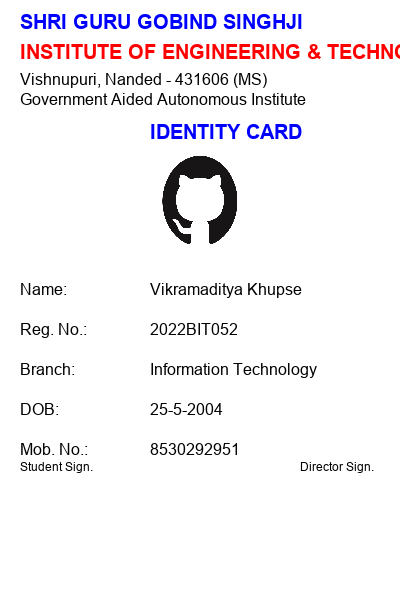 SHRI GURU GOBIND SINGHJI
INSTITUTE OF ENGINEERING & TECHNO
Vishnupuri, Nanded - 431606 (MS)
Government Aided Autonomous Institute
IDENTITY CARD
Name: Vikramaditya Khupse
Reg. No.: 2022BIT052
Branch: Information Technology
DOB: 25-5-2004
Mob. No.: 8530292951
Student Sign. Director Sign.